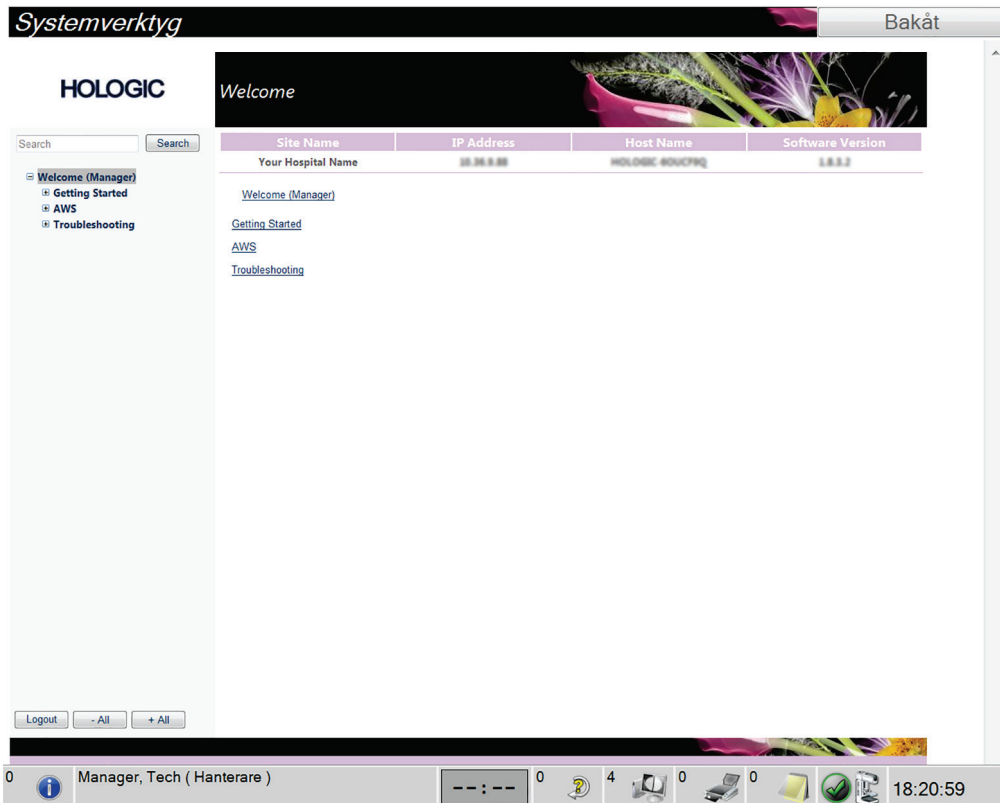 Systemverktyg
Bakåt
HOLOGIC
Welcome
Search Search
Site Name IP Address Host Name Software Version
Your Hospital Name
Welcome (Manager)
Getting Started
AWS
Troubleshooting
Welcome (Manager)
Getting Started
AWS
Troubleshooting
Logout - All + All
0 Manager, Tech ( Hanterare ) --:-- 0 4 0 0 18:20:59